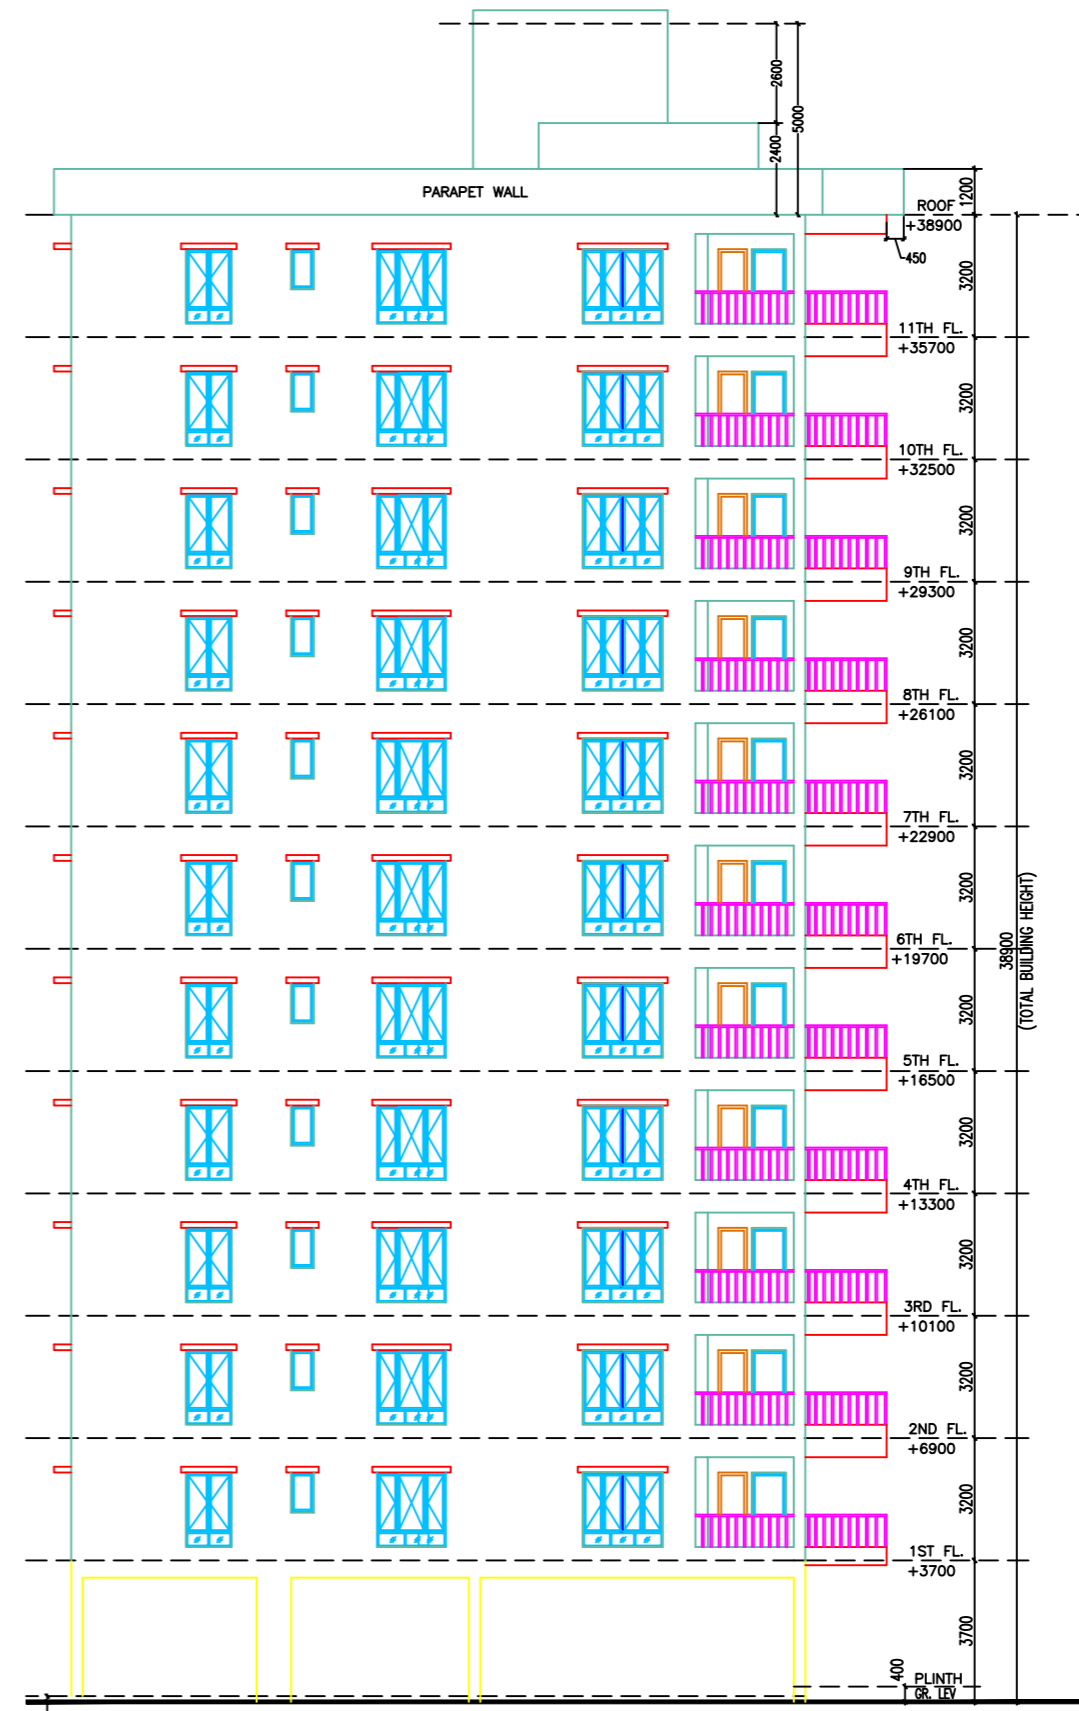 2600
5000
2400
PARAPET WALL
1200
ROOF
+38900
450
3200
11TH FL.
+35700
3200
10TH FL.
+32500
3200
9TH FL.
+29300
3200
8TH FL.
+26100
3200
7TH FL.
+22900
3200
6TH FL.
+19700
38900
(TOTAL BUILDING HEIGHT)
3200
5TH FL.
+16500
3200
4TH FL.
+13300
3200
3RD FL.
+10100
3200
2ND FL.
+6900
3200
1ST FL.
+3700
3700
400
PLINTH
GR. LEV